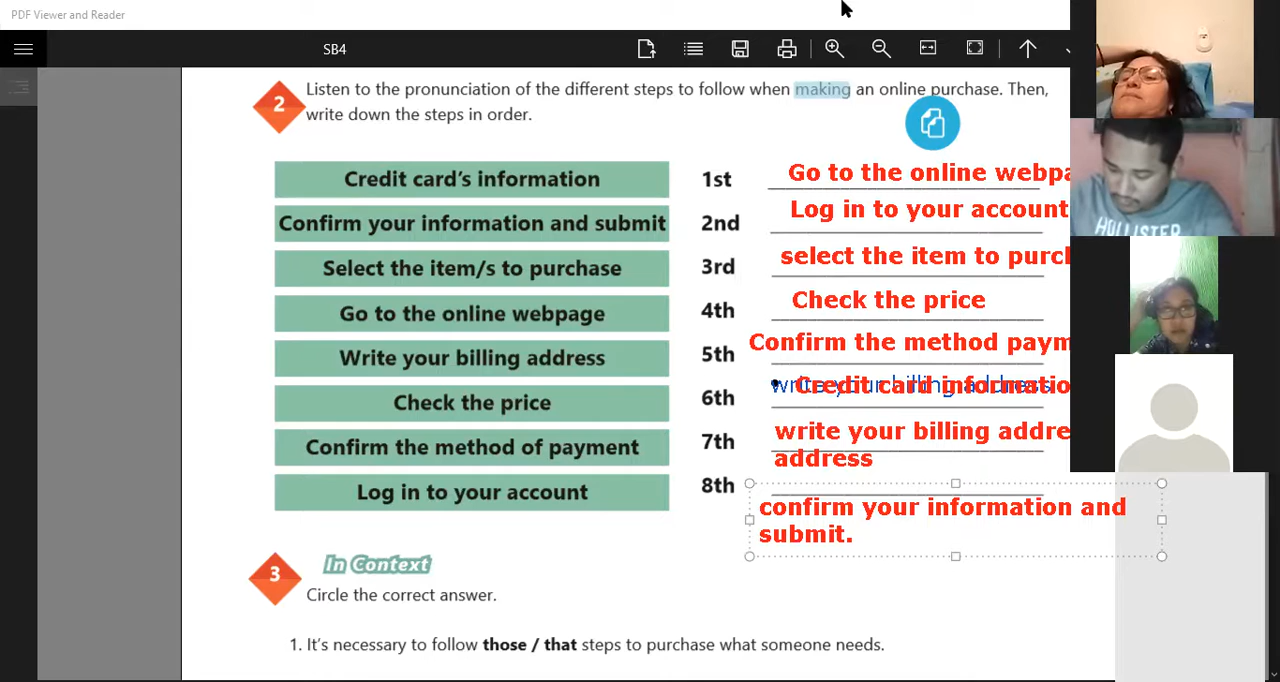 PDF Viewer and Reader
SB4
2
Listen to the pronunciation of the different steps to follow when making an online purchase. Then,
write down the steps in order.
Credit card's information
1st
Go to the online webpa
Confirm your information and submit
2nd
Log in to your account
Select the item/s to purchase
3rd
select the item to purch
Go to the online webpage
4th
Check the price
Write your billing address
5th
Confirm the method paym
Check the price
6th
write your billing address
Credit card informatio
Confirm the method of payment
7th
write your billing addre
address
Log in to your account
8th
confirm your information and
submit.
3
In Context
Circle the correct answer.
1. It's necessary to follow those / that steps to purchase what someone needs.
HOLLISTER